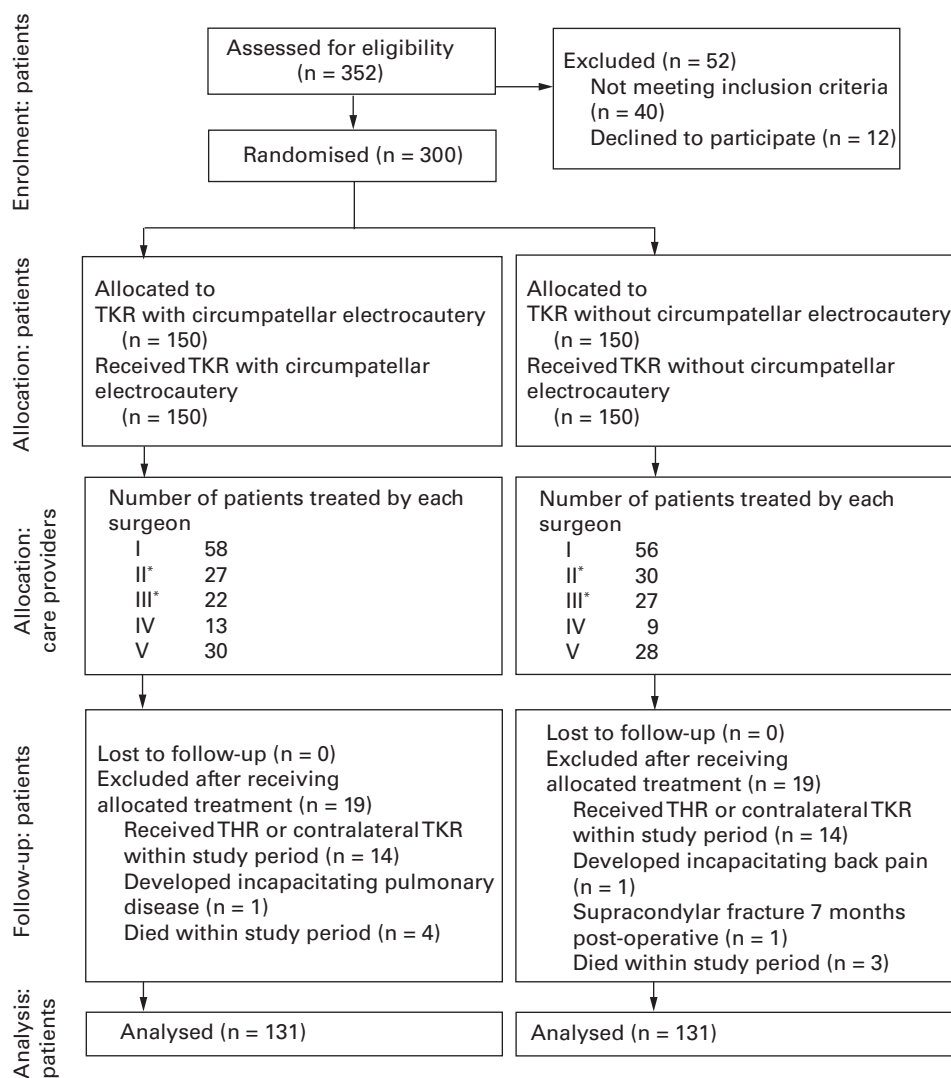 Enrolment: patients
Assessed for eligibility
(n = 352)
Excluded (n = 52)
Not meeting inclusion criteria
(n = 40)
Declined to participate (n = 12)
Randomised (n = 300)
Allocation: patients
Allocated to
TKR with circumpatellar electrocautery
(n = 150)
Received TKR with circumpatellar
electrocautery
(n = 150)
Allocated to
TKR without circumpatellar electrocautery
(n = 150)
Received TKR without circumpatellar
electrocautery
(n = 150)
Allocation:
care providers
Number of patients treated by each
surgeon
I 58
II* 27
III* 22
IV 13
V 30
Number of patients treated by each
surgeon
I 56
II* 30
III* 27
IV 9
V 28
Follow-up: patients
Lost to follow-up (n = 0)
Excluded after receiving
allocated treatment (n = 19)
Received THR or contralateral TKR
within study period (n = 14)
Developed incapacitating pulmonary
disease (n = 1)
Died within study period (n = 4)
Lost to follow-up (n = 0)
Excluded after receiving
allocated treatment (n = 19)
Received THR or contralateral TKR
within study period (n = 14)
Developed incapacitating back pain
(n = 1)
Supracondylar fracture 7 months
post-operative (n = 1)
Died within study period (n = 3)
Analysis:
patients
Analysed (n = 131)
Analysed (n = 131)